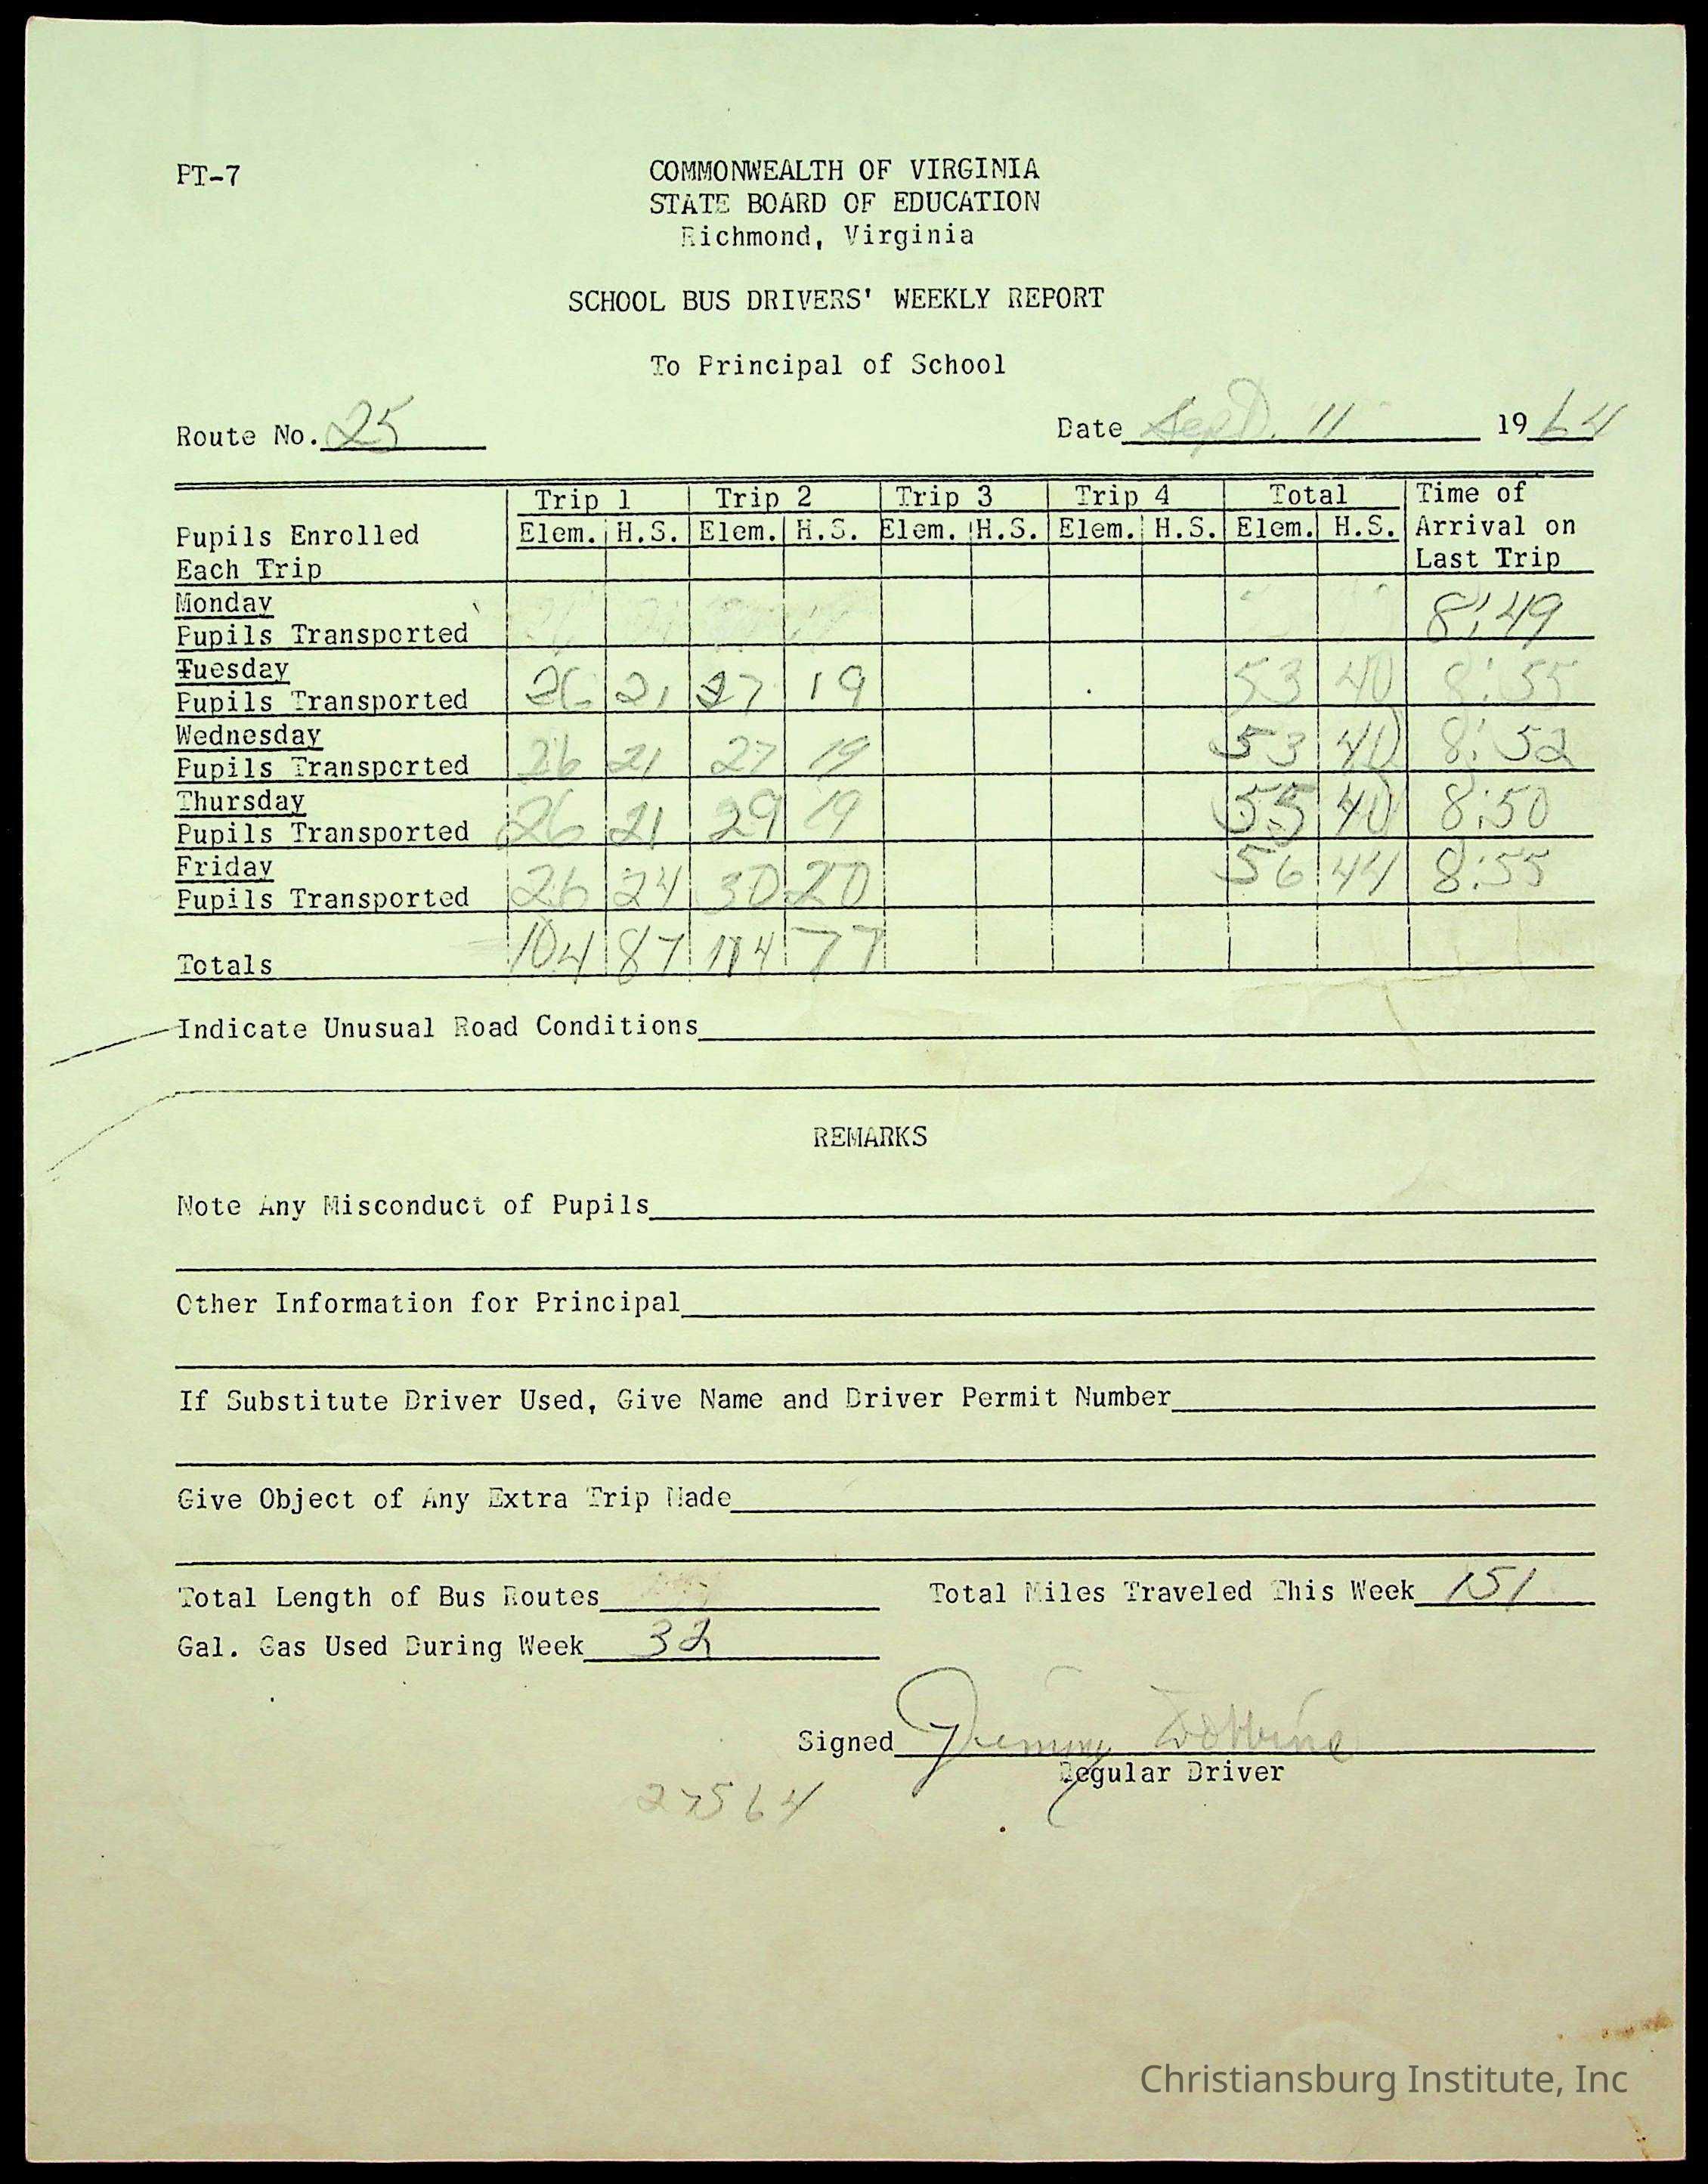 PT-7
COMMONWEALTH OF VIRGINIA
STATE BOARD OF EDUCATION
Richmond, Virginia
SCHOOL BUS DRIVERS' WEEKLY REPORT
To Principal of School
Route No. 25 Date Sept. 11 1964
Trip 1 Trip 2 Trip 3 Trip 4 Total Time of
Pupils Enrolled Elem. H.S. Elem. H.S. Elem. H.S. Elem. H.S. Elem. H.S. Arrival on
Each Trip Last Trip
Monday
Pupils Transported 8:49
Tuesday
Pupils Transported 26 21 27 19 53 40 8:55
Wednesday
Pupils Transported 26 21 27 19 53 40 8:52
Thursday
Pupils Transported 26 21 29 19 55 40 8:50
Friday
Pupils Transported 26 24 30 20 56 44 8:55
Totals 104 87 114 77
Indicate Unusual Road Conditions
REMARKS
Note Any Misconduct of Pupils
Other Information for Principal
If Substitute Driver Used, Give Name and Driver Permit Number
Give Object of Any Extra Trip Made
Total Length of Bus Routes Total Miles Traveled This Week 151
Gal. Gas Used During Week 32
Signed
Regular Driver
27564
Christiansburg Institute, Inc